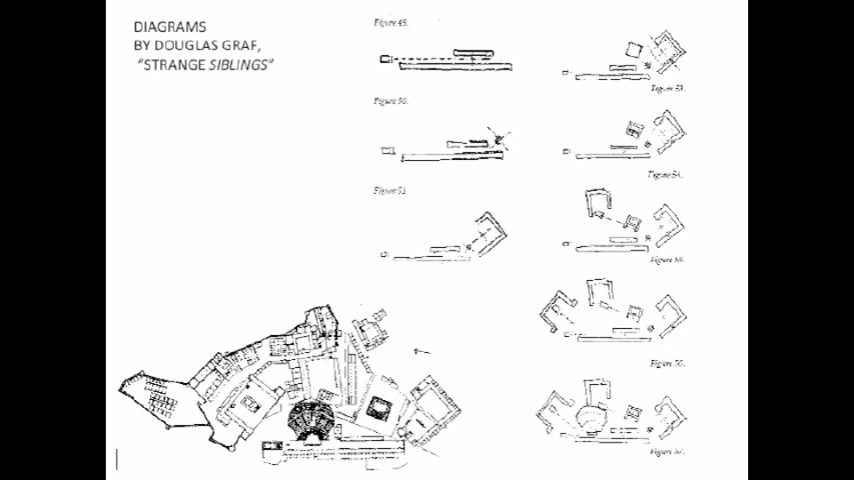 DIAGRAMS
BY DOUGLAS GRAF,
"STRANGE SIBLINGS"
Figure 49.
Figure 50.
Figure 51.
Figure 53.
Figure 54.
Figure 55.
Figure 56.
Figure 57.